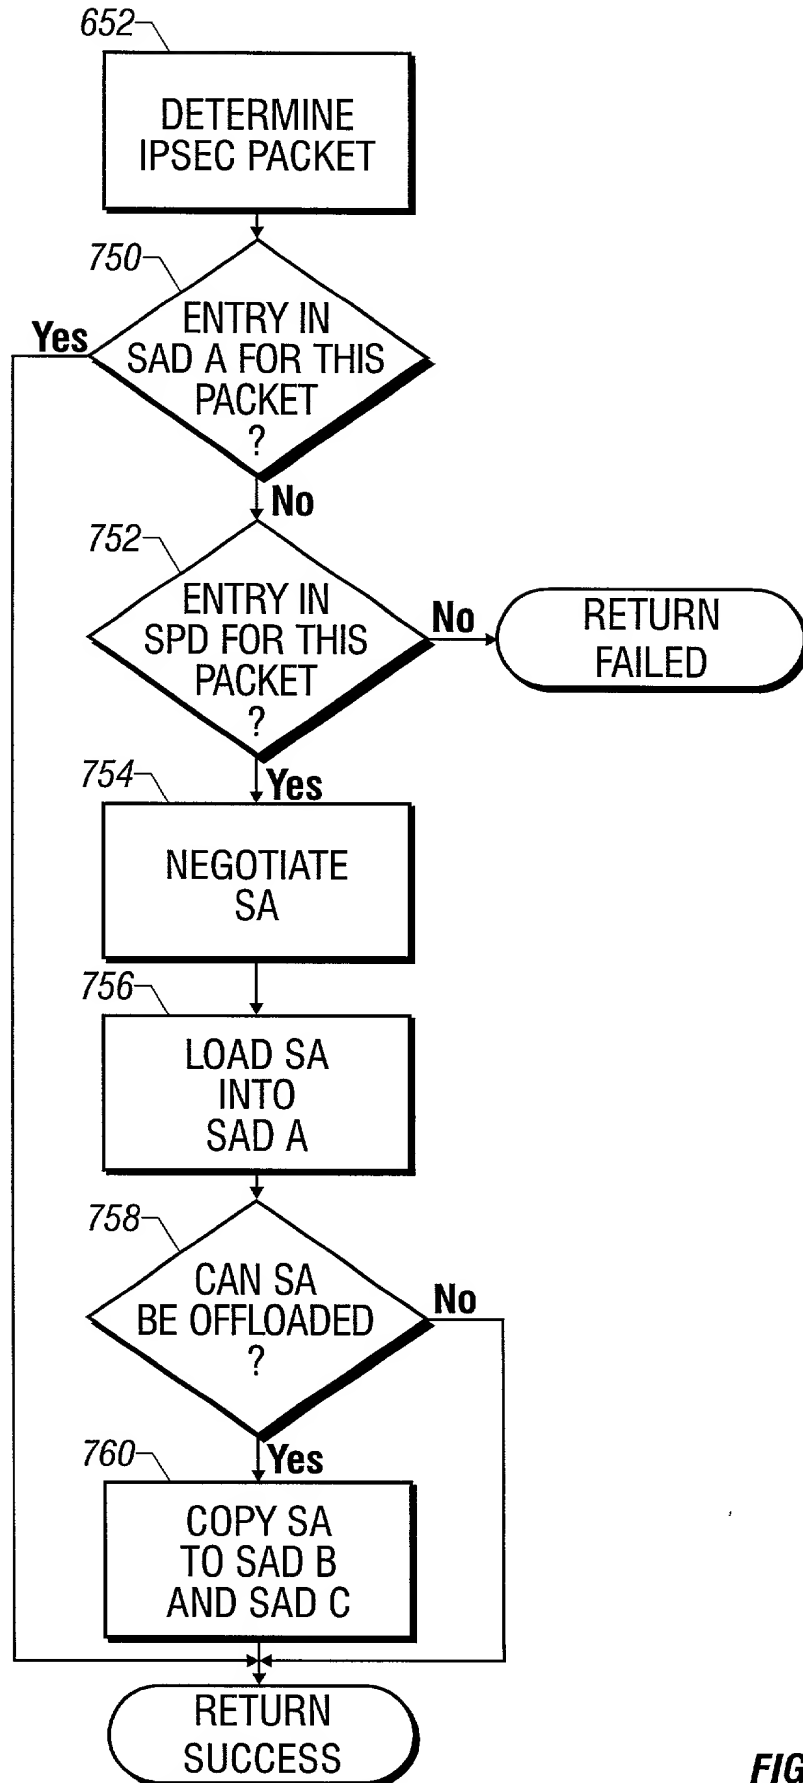 652
DETERMINE
IPSEC PACKET
750
Yes
ENTRY IN
SAD A FOR THIS
PACKET
?
No
752
ENTRY IN
SPD FOR THIS
PACKET
?
No
RETURN
FAILED
Yes
754
NEGOTIATE
SA
756
LOAD SA
INTO
SAD A
758
CAN SA
BE OFFLOADED
?
No
Yes
760
COPY SA
TO SAD B
AND SAD C
RETURN
SUCCESS
FIG